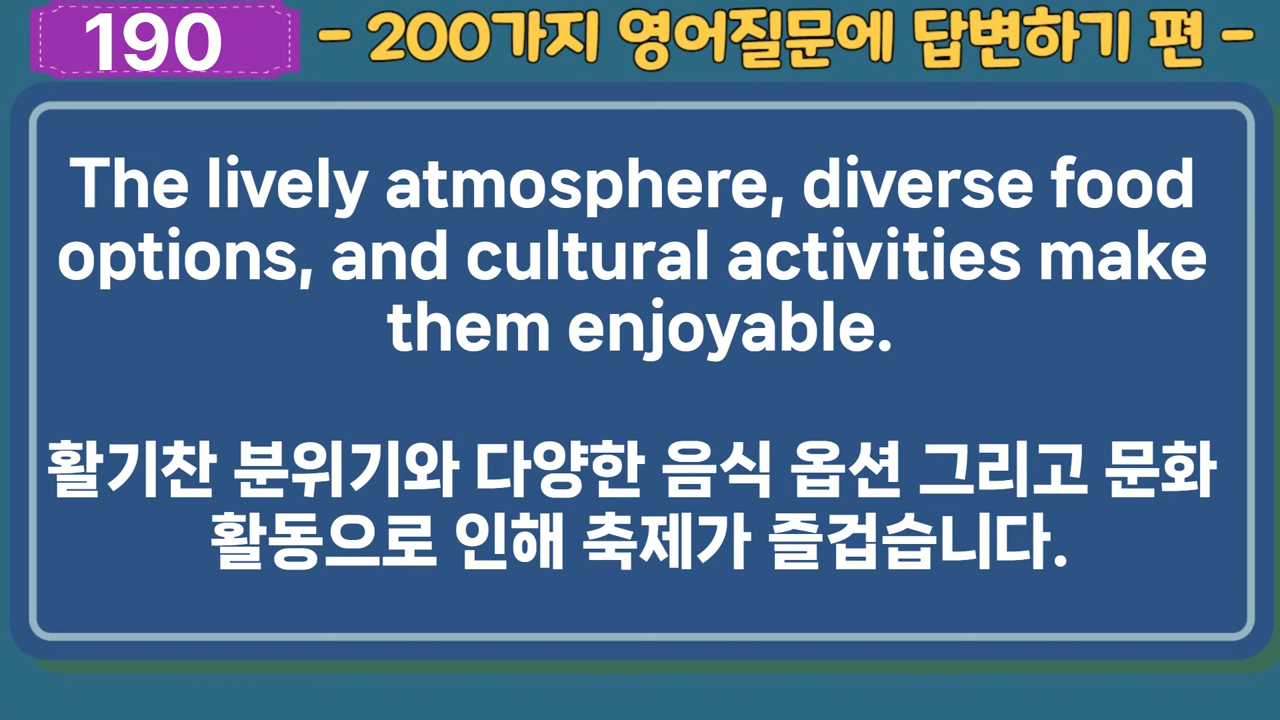 190
- 200가지 영어질문에 답변하기 편 -
The lively atmosphere, diverse food
options, and cultural activities make
them enjoyable.
활기찬 분위기와 다양한 음식 옵션 그리고 문화
활동으로 인해 축제가 즐겁습니다.